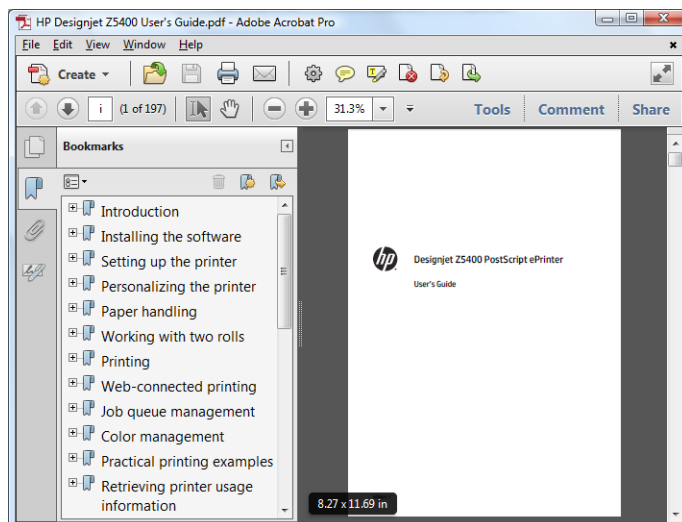 HP Designjet Z5400 User's Guide.pdf - Adobe Acrobat Pro
File Edit View Window Help
Create
i (1 of 197) 31.3% Tools Comment Share
Bookmarks
Introduction
Installing the software
Setting up the printer
Personalizing the printer
Paper handling
Working with two rolls
Printing
Web-connected printing
Job queue management
Color management
Practical printing examples
Retrieving printer usage
information
hp
Designjet Z5400 PostScript ePrinter
User's Guide
8.27 x 11.69 in